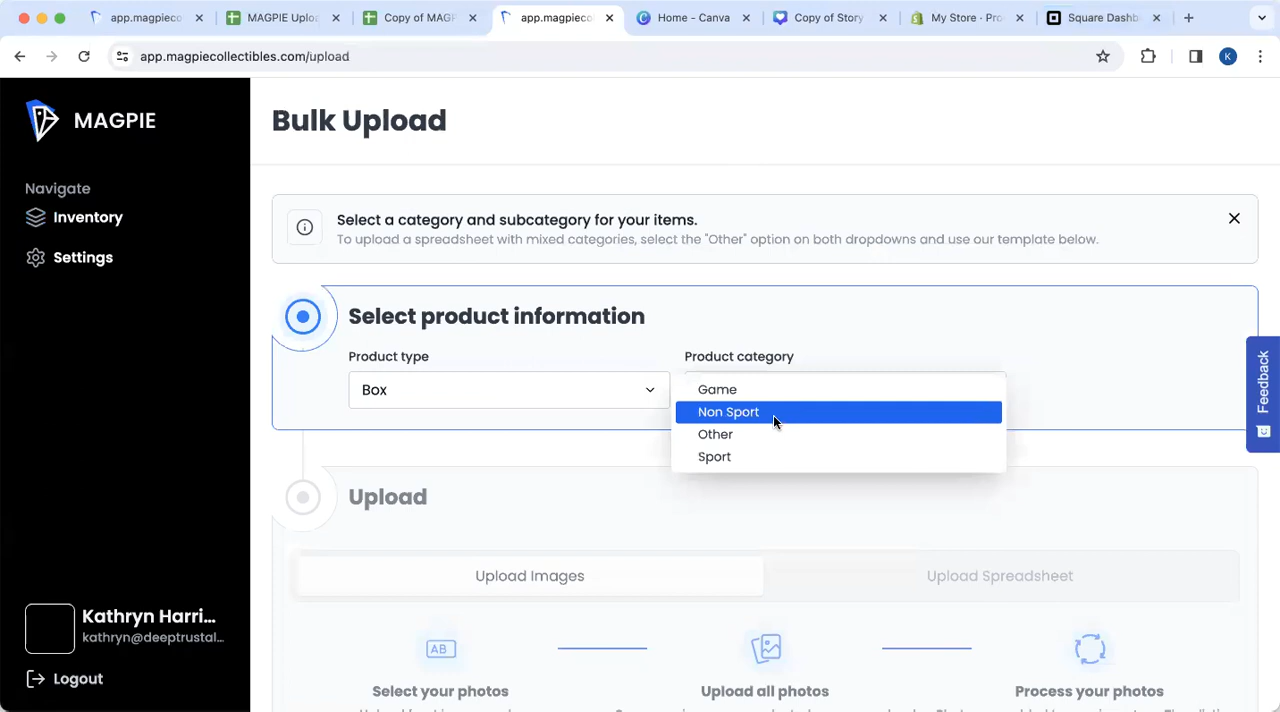 app.magpieco
MAGPIE Uplo
Copy of MAG
app.magpieco
Home - Canva
Copy of Story
My Store · Pro
Square Dashb
app.magpiecollectibles.com/upload
K
MAGPIE
Navigate
Inventory
Settings
Kathryn Harri...
kathryn@deeptrustal...
Logout
Bulk Upload
Select a category and subcategory for your items.
To upload a spreadsheet with mixed categories, select the "Other" option on both dropdowns and use our template below.
Select product information
Product type
Product category
Box
Game
Non Sport
Other
Sport
Feedback
Upload
Upload Images
Upload Spreadsheet
AB
Select your photos
Upload all photos
Process your photos